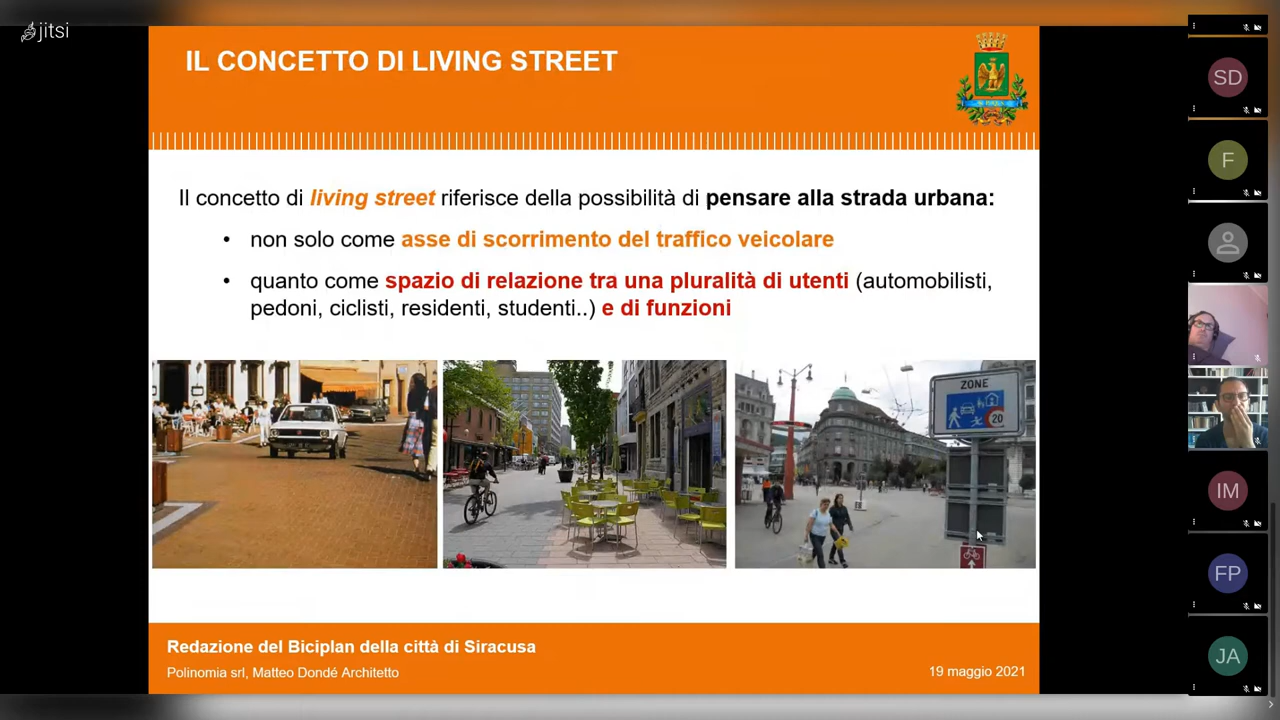 jitsi
IL CONCETTO DI LIVING STREET
Il concetto di living street riferisce della possibilità di pensare alla strada urbana:
• non solo come asse di scorrimento del traffico veicolare
• quanto come spazio di relazione tra una pluralità di utenti (automobilisti,
pedoni, ciclisti, residenti, studenti..) e di funzioni
ZONE
20
Redazione del Biciplan della città di Siracusa
Polinomia srl, Matteo Dondé Architetto
19 maggio 2021
SD
F
IM
FP
JA